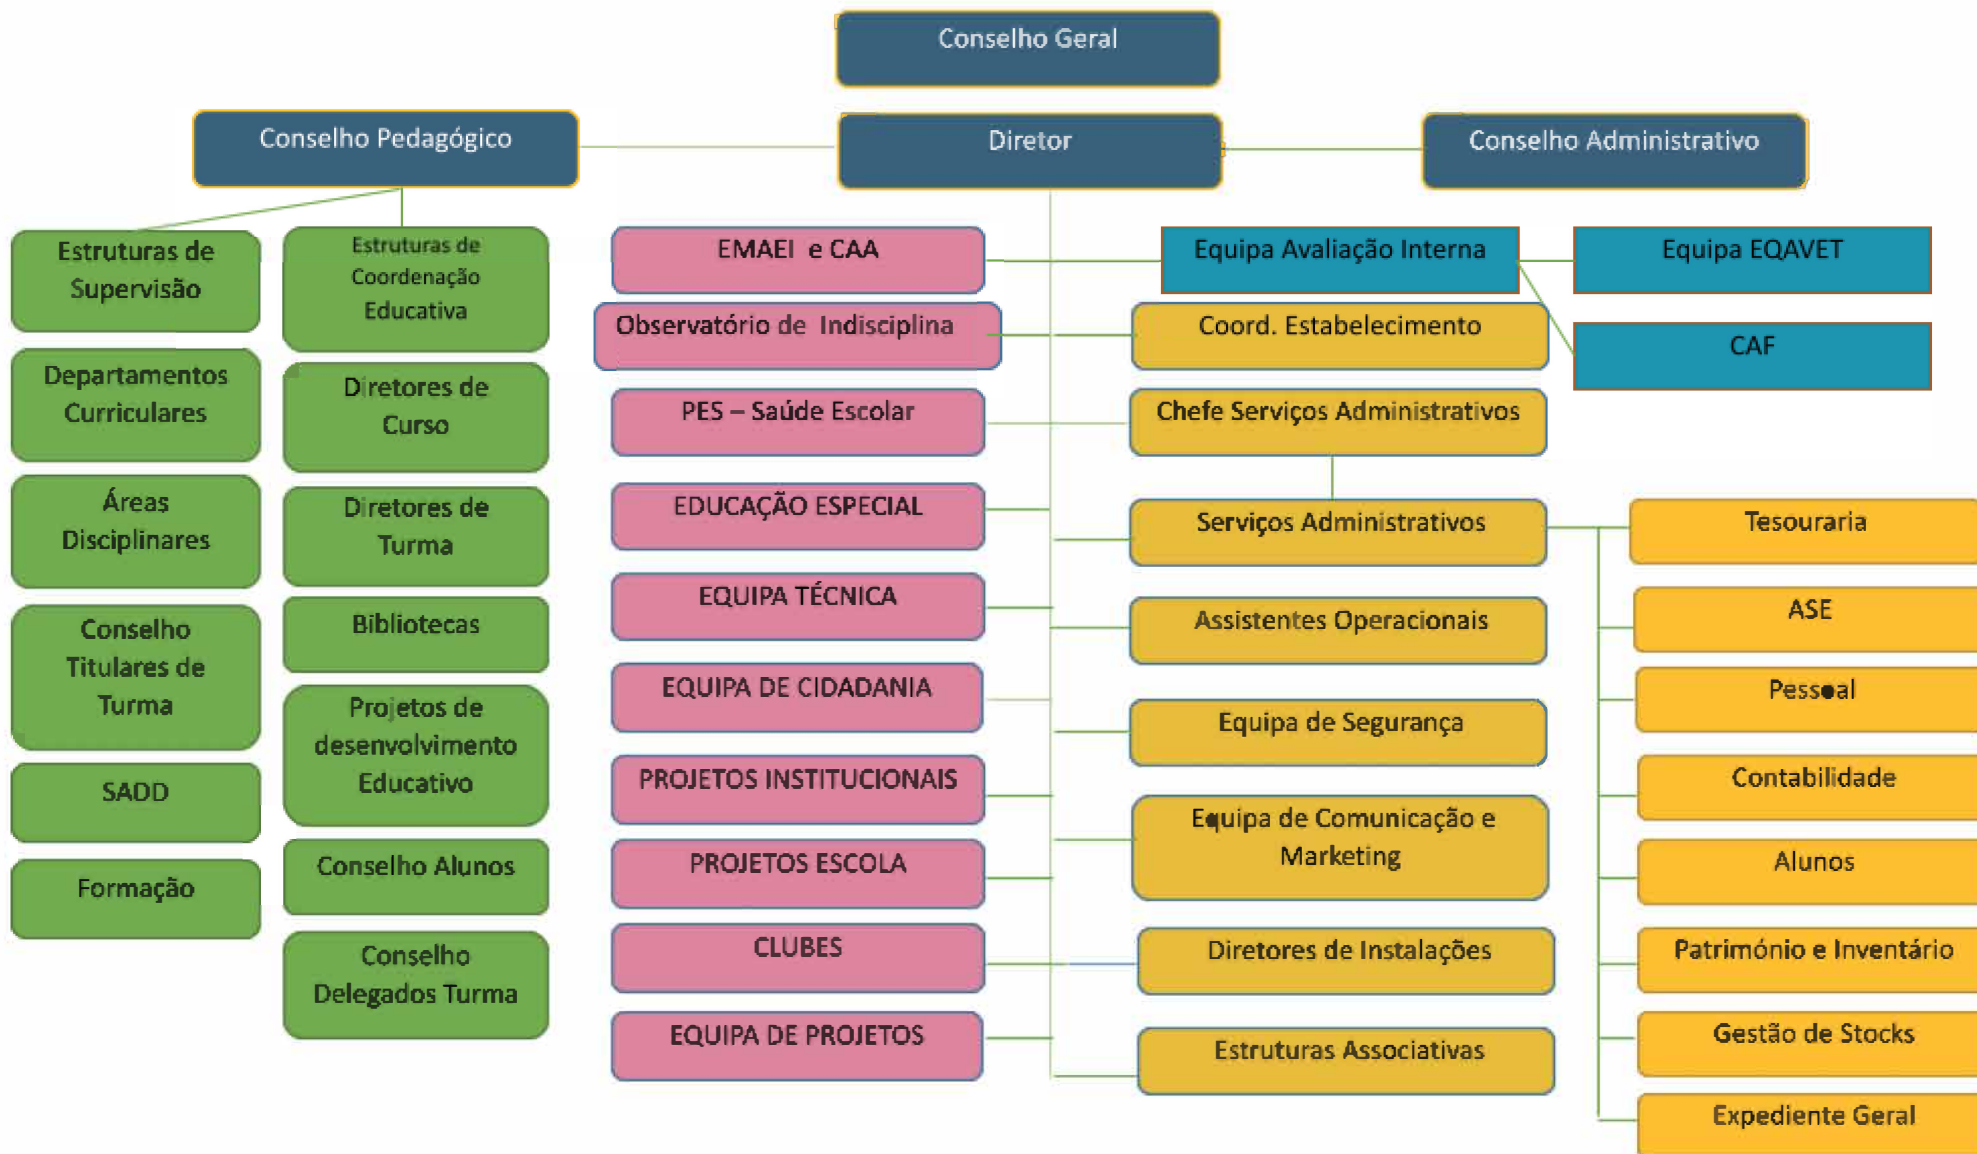 Conselho Geral
Conselho Pedagógico
Diretor
Conselho Administrativo
Estruturas de
Supervisão
Departamentos
Curriculares
Áreas
Disciplinares
Conselho
Titulares de
Turma
SADD
Formação
Estruturas de
Coordenação
Educativa
Diretores de
Curso
Diretores de
Turma
Bibliotecas
Projetos de
desenvolvimento
Educativo
Conselho Alunos
Conselho
Delegados Turma
EMAEI e CAA
Observatório de Indisciplina
PES – Saúde Escolar
EDUCAÇÃO ESPECIAL
EQUIPA TÉCNICA
EQUIPA DE CIDADANIA
PROJETOS INSTITUCIONAIS
PROJETOS ESCOLA
CLUBES
EQUIPA DE PROJETOS
Equipa Avaliação Interna
Coord. Estabelecimento
Chefe Serviços Administrativos
Serviços Administrativos
Assistentes Operacionais
Equipa de Segurança
Equipa de Comunicação e
Marketing
Diretores de Instalações
Estruturas Associativas
Equipa EQAVET
CAF
Tesouraria
ASE
Pessoal
Contabilidade
Alunos
Património e Inventário
Gestão de Stocks
Expediente Geral